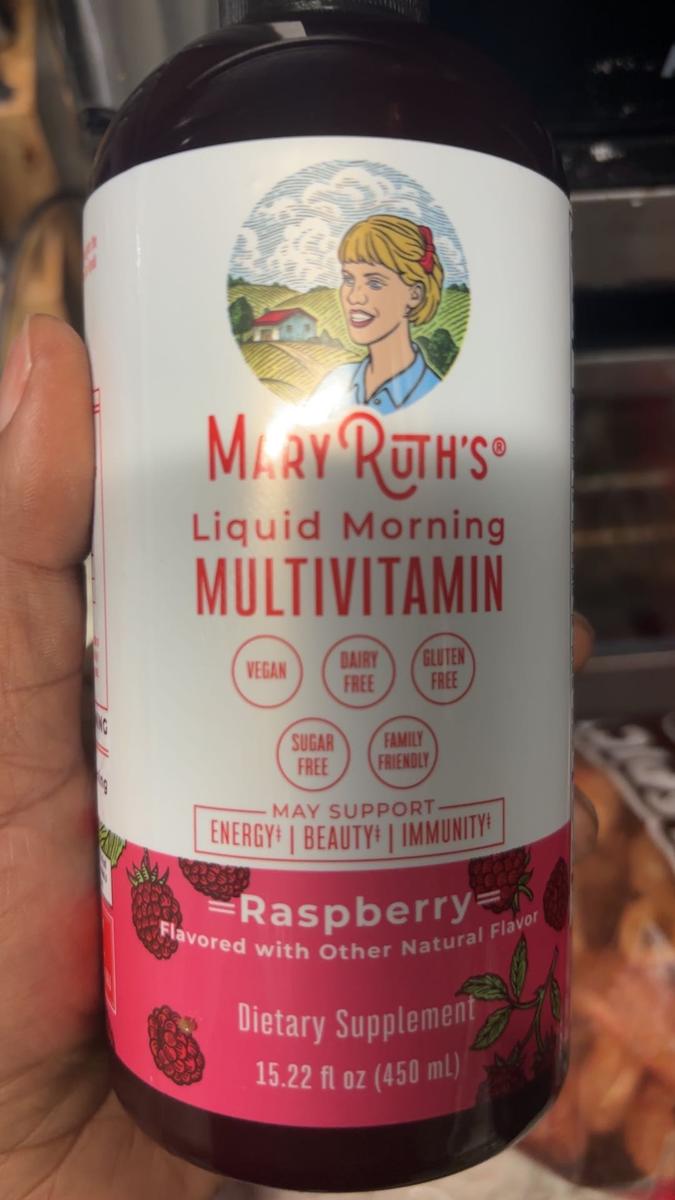 MARY RUTH'S®
Liquid Morning
MULTIVITAMIN
VEGAN
DAIRY
FREE
GLUTEN
FREE
SUGAR
FREE
FAMILY
FRIENDLY
MAY SUPPORT
ENERGY‡ | BEAUTY‡ | IMMUNITY‡
Raspberry
Flavored with Other Natural Flavor
Dietary Supplement
15.22 fl oz (450 mL)